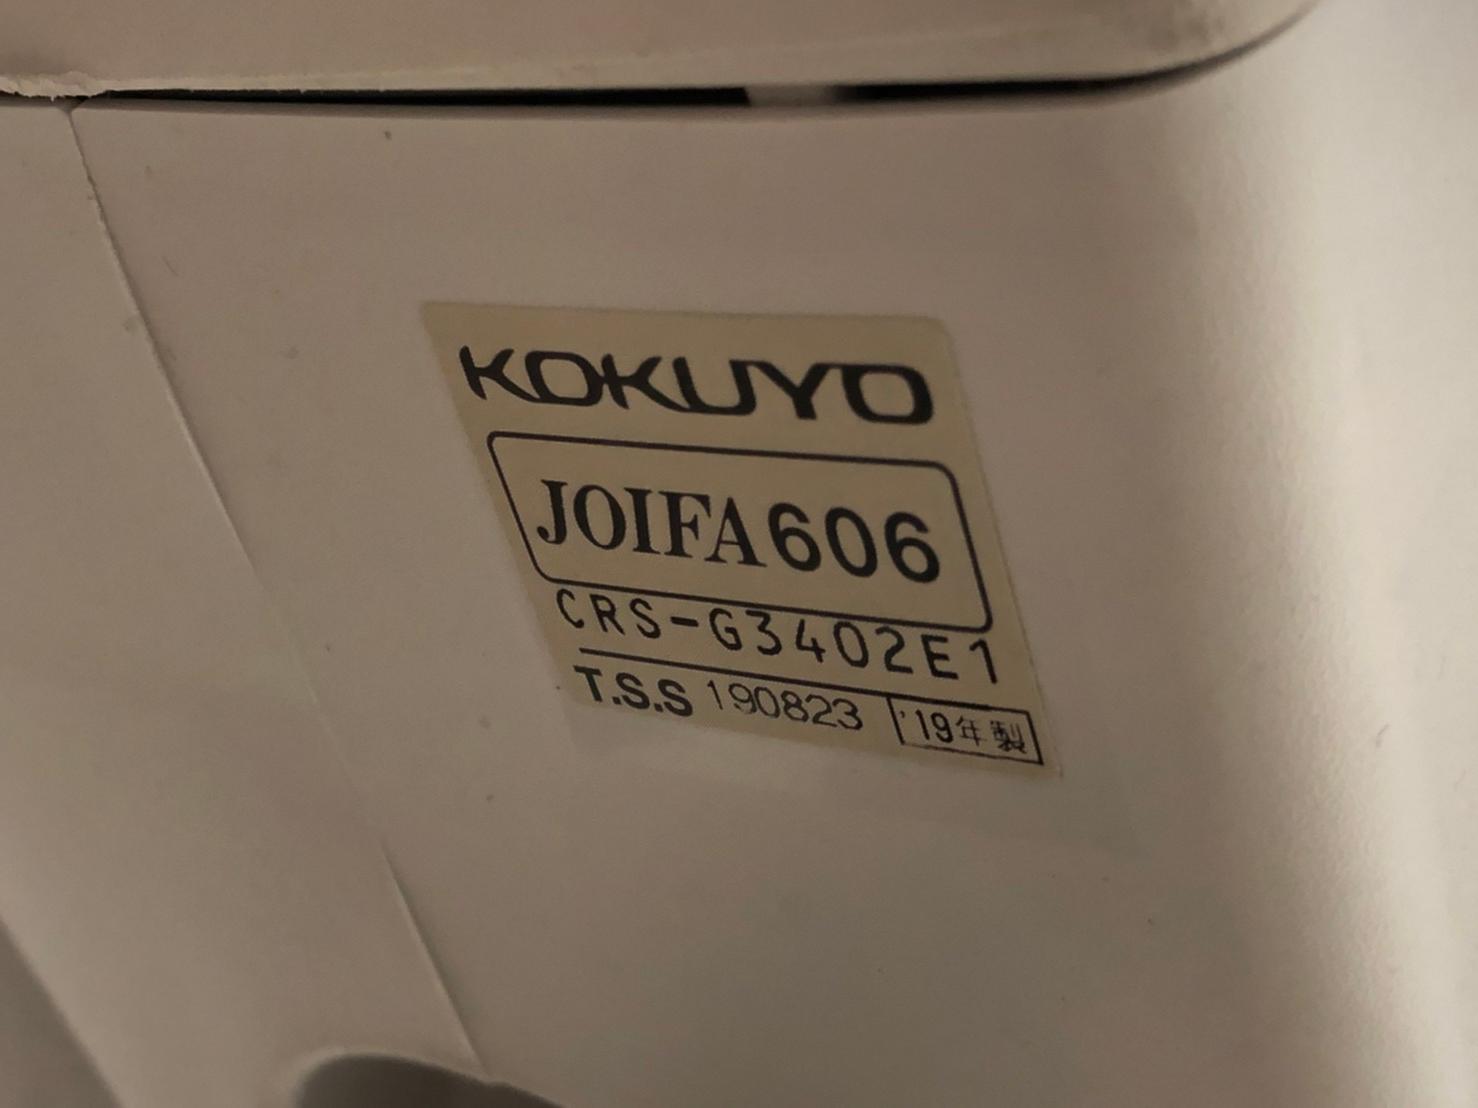 KOKUYO
JOIFA606
CRS-G3402E1
T.S.S 190823 '19年製